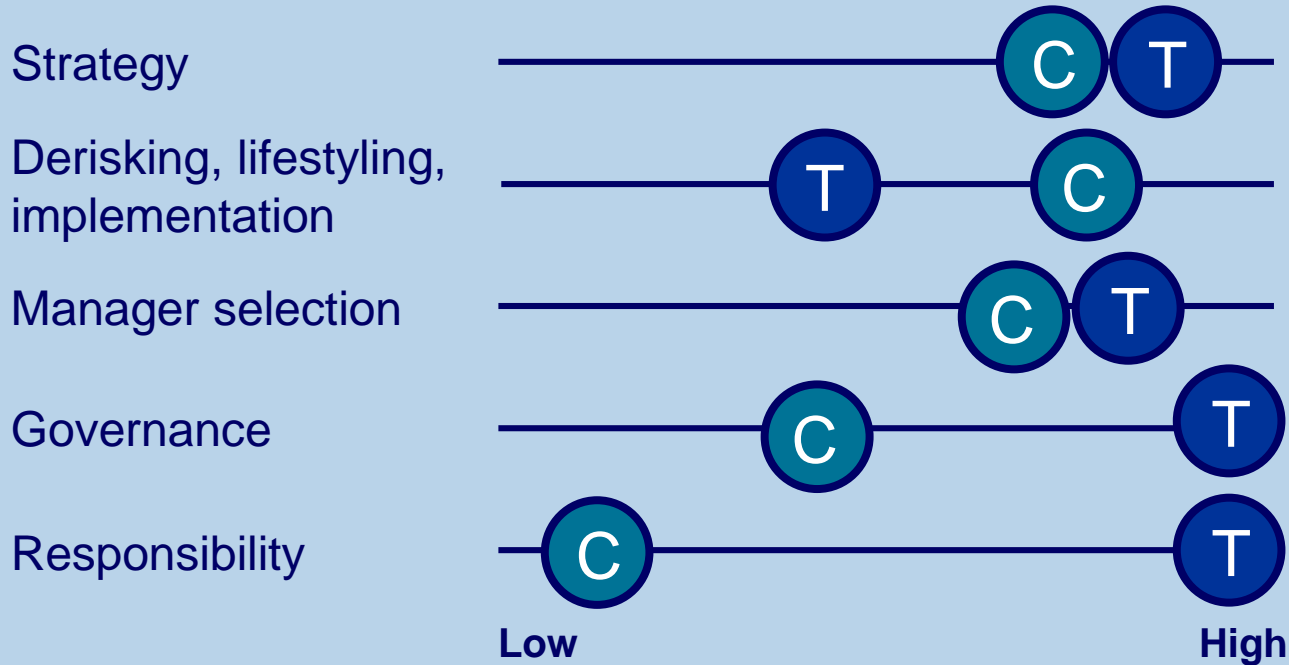 Strategy
C T
Derisking, lifestyling,
implementation
T C
Manager selection
C T
Governance
C T
Responsibility
C T
Low High